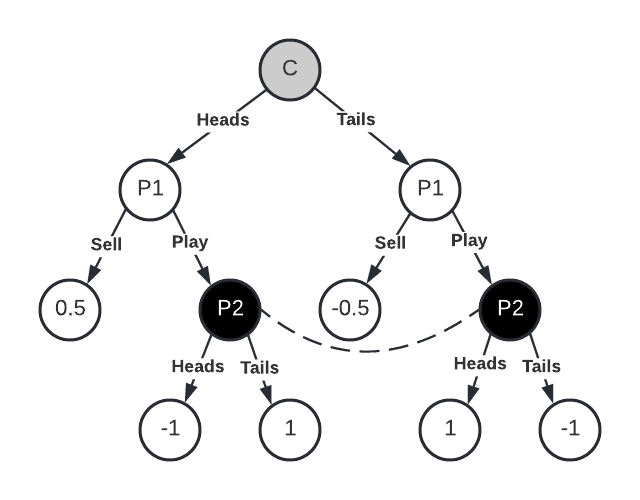 C
Heads
Tails
P1
P1
Sell
Play
Sell
Play
0.5
P2
-0.5
P2
Heads
Tails
Heads
Tails
-1
1
1
-1